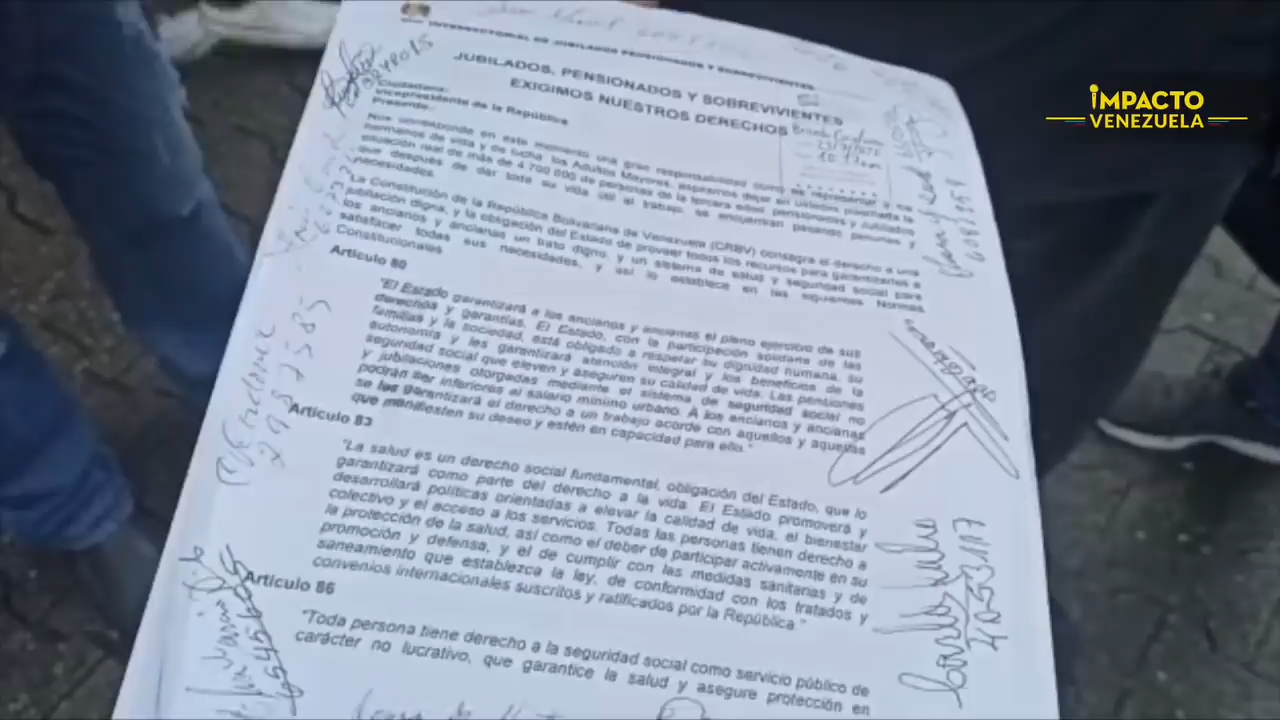 INTERSECTORIAL DE JUBILADOS PENSIONADOS Y SOBREVIVIENTES
JUBILADOS, PENSIONADOS Y SOBREVIVIENTES
EXIGIMOS NUESTROS DERECHOS
Ciudadana:
Vicepresidente de la República
Presente.-
Nos corresponde en este momento una gran responsabilidad como es representar a los
hermanos de vida y de lucha los Adultos Mayores, esperamos dejar en ustedes la
situación real de más de 4.700.000 de personas de la tercera edad pensionadas y jubilados
que después de dar toda su vida útil al trabajo, se encuentran pasando penurias y
necesidades.
La Constitución de la República Bolivariana de Venezuela (CRBV) consagra el derecho a una
jubilación digna, y la obligación del Estado de proveer todos los recursos para garantizarles a
los ancianos y ancianas un trato digno, y un sistema de salud y seguridad social para
satisfacer todas sus necesidades, y así lo establece en las siguientes Normas
Constitucionales
Artículo 80
"El Estado garantizará a los ancianos y ancianas el pleno ejercicio de sus
derechos y garantías. El Estado, con la participación solidaria de las
familias y la sociedad, está obligado a respetar su dignidad humana, su
autonomía y les garantizará atención integral y los beneficios de la
seguridad social que eleven y aseguren su calidad de vida. Las pensiones
y jubilaciones otorgadas mediante el sistema de seguridad social no
podrán ser inferiores al salario mínimo urbano. A los ancianos y ancianas
se les garantizará el derecho a un trabajo acorde con aquellos y aquellas
que manifiesten su deseo y estén en capacidad para ello."
Artículo 83
"La salud es un derecho social fundamental, obligación del Estado, que lo
garantizará como parte del derecho a la vida. El Estado promoverá y
desarrollará políticas orientadas a elevar la calidad de vida, el bienestar
colectivo y el acceso a los servicios. Todas las personas tienen derecho a
la protección de la salud, así como el deber de participar activamente en su
promoción y defensa, y el de cumplir con las medidas sanitarias y de
saneamiento que establezca la ley, de conformidad con los tratados y
convenios internacionales suscritos y ratificados por la República."
Artículo 86
"Toda persona tiene derecho a la seguridad social como servicio público de
carácter no lucrativo, que garantice la salud y asegure protección en
2987385
4053117
IMPACTO
VENEZUELA